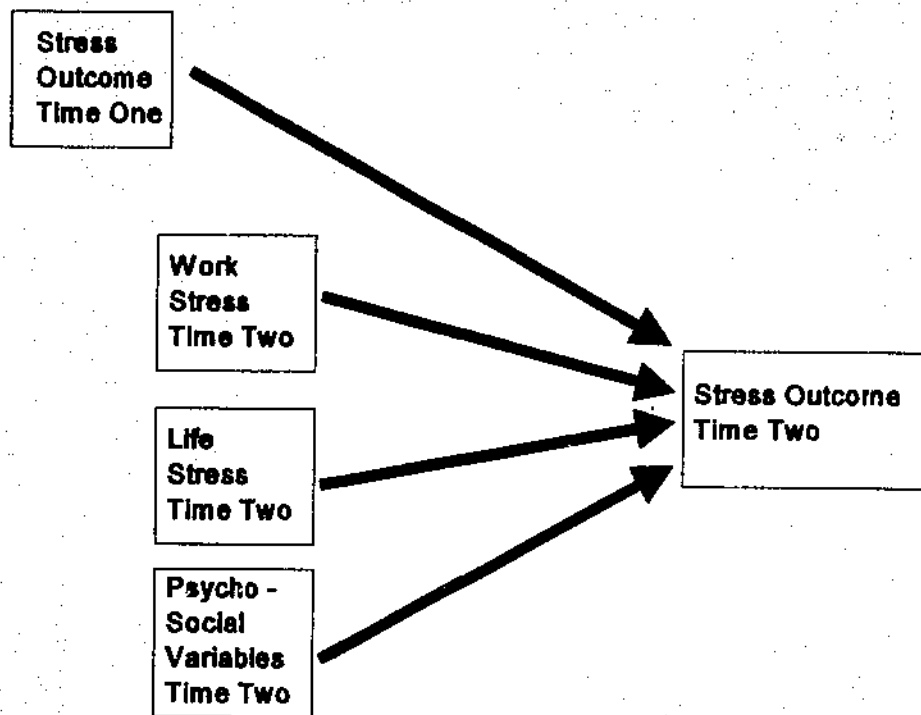 Stress
Outcome
Time One
Work
Stress
Time Two
Life
Stress
Time Two
Psycho -
Social
Variables
Time Two
Stress Outcome
Time Two